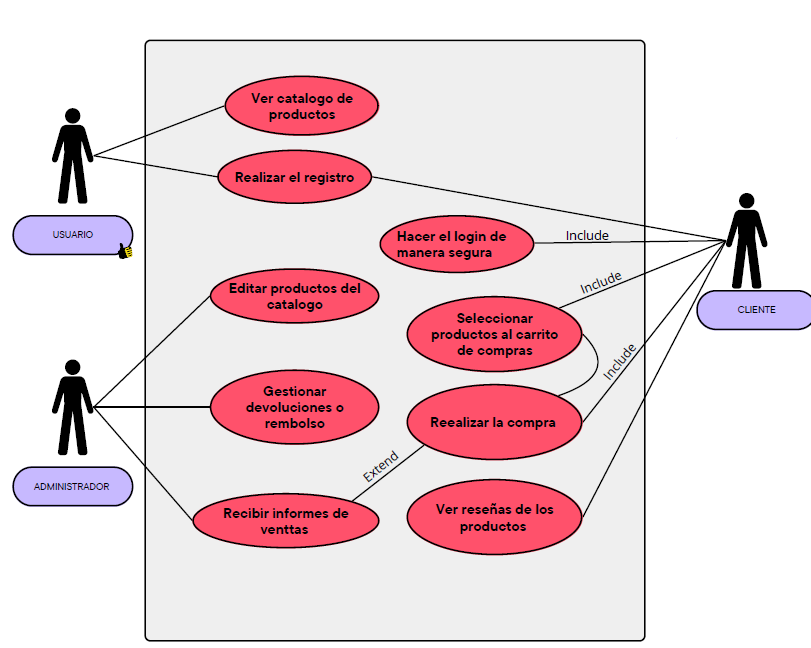 Ver catalogo de
productos
Realizar el registro
USUARIO
Hacer el login de
manera segura
Include
Include
Editar productos del
catalogo
Seleccionar
productos al carrito
de compras
CLIENTE
Include
Gestionar
devoluciones o
rembolso
Reealizar la compra
Extend
ADMINISTRADOR
Recibir informes de
venttas
Ver reseñas de los
productos